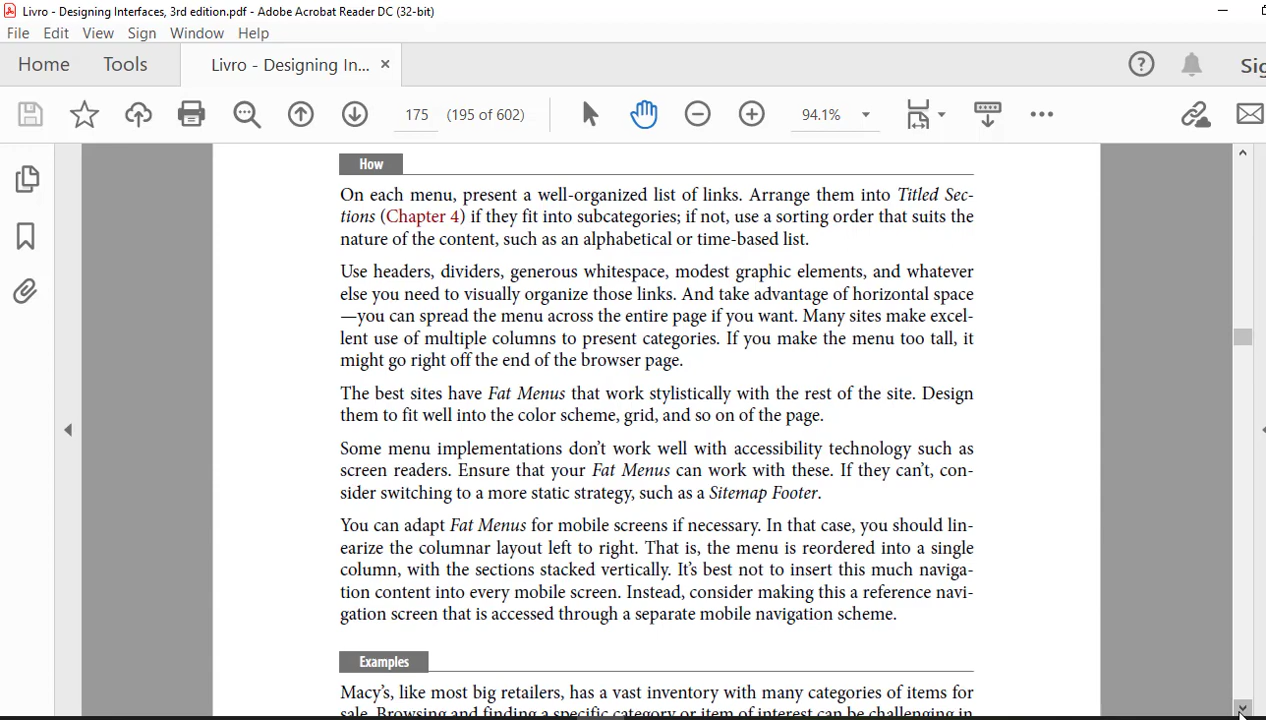 Livro - Designing Interfaces, 3rd edition.pdf - Adobe Acrobat Reader DC (32-bit)
File Edit View Sign Window Help
Home Tools Livro - Designing In... ×
175 (195 of 602) 94.1%
How
On each menu, present a well-organized list of links. Arrange them into Titled Sec-
tions (Chapter 4) if they fit into subcategories; if not, use a sorting order that suits the
nature of the content, such as an alphabetical or time-based list.
Use headers, dividers, generous whitespace, modest graphic elements, and whatever
else you need to visually organize those links. And take advantage of horizontal space
—you can spread the menu across the entire page if you want. Many sites make excel-
lent use of multiple columns to present categories. If you make the menu too tall, it
might go right off the end of the browser page.
The best sites have Fat Menus that work stylistically with the rest of the site. Design
them to fit well into the color scheme, grid, and so on of the page.
Some menu implementations don't work well with accessibility technology such as
screen readers. Ensure that your Fat Menus can work with these. If they can't, con-
sider switching to a more static strategy, such as a Sitemap Footer.
You can adapt Fat Menus for mobile screens if necessary. In that case, you should lin-
earize the columnar layout left to right. That is, the menu is reordered into a single
column, with the sections stacked vertically. It's best not to insert this much naviga-
tion content into every mobile screen. Instead, consider making this a reference navi-
gation screen that is accessed through a separate mobile navigation scheme.
Examples
Macy's, like most big retailers, has a vast inventory with many categories of items for
sale. Browsing and finding a specific category or item of interest can be challenging in